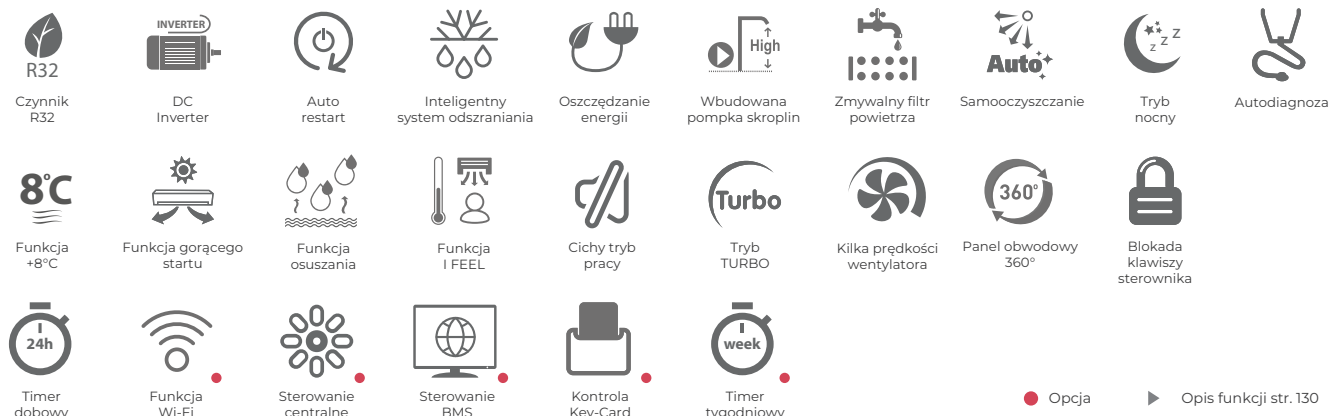 R32
INVERTER
High
Auto
z z z
Czynnik
R32
DC
Inverter
Auto
restart
Inteligentny
system odszraniania
Oszczędzanie
energii
Wbudowana
pompka skroplin
Zmywalny filtr
powietrza
Samooczyszczanie
Tryb
nocny
Autodiagnoza
8°C
Turbo
360°
Funkcja
+8°C
Funkcja gorącego
startu
Funkcja
osuszania
Funkcja
I FEEL
Cichy tryb
pracy
Tryb
TURBO
Kilka prędkości
wentylatora
Panel obwodowy
360°
Blokada
klawiszy
sterownika
24h
week
Timer
dobowy
Funkcja
Wi-Fi
Sterowanie
centralne
Sterowanie
BMS
Kontrola
Key-Card
Timer
tygodniowy
Opcja
Opis funkcji str. 130